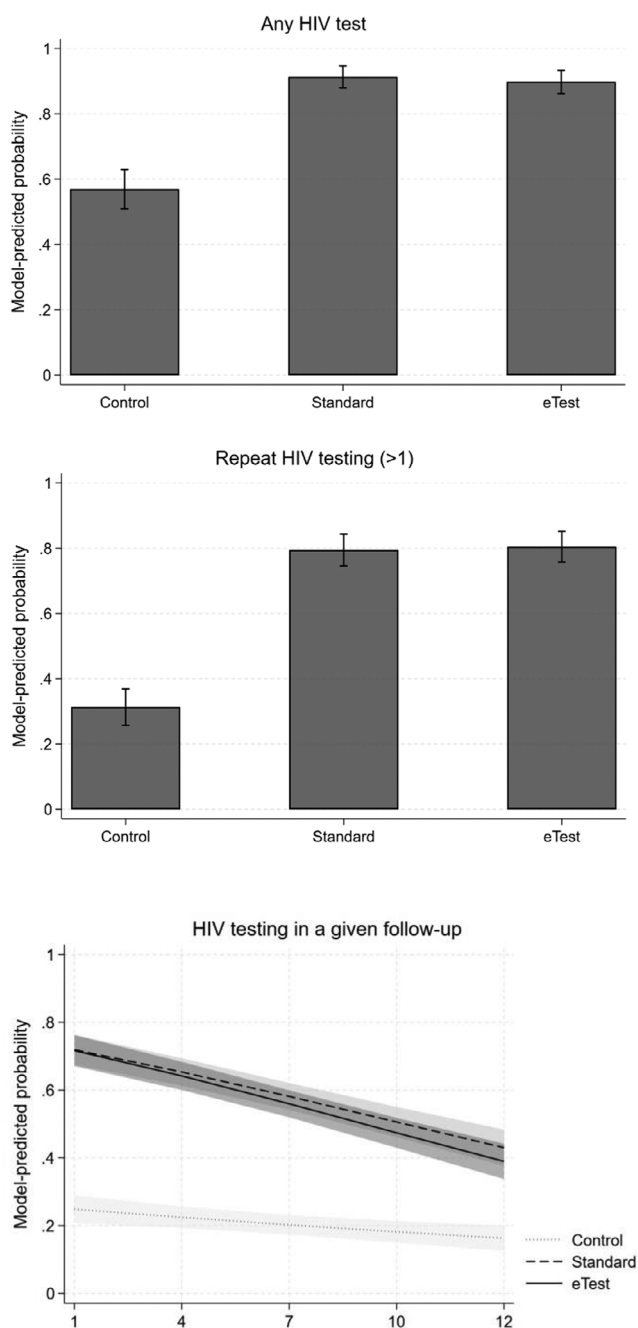 Any HIV test
Model-predicted probability
1
.8
.6
.4
.2
0
Control Standard eTest
Repeat HIV testing (>1)
Model-predicted probability
1
.8
.6
.4
.2
0
Control Standard eTest
HIV testing in a given follow-up
Model-predicted probability
1
.8
.6
.4
.2
0
1 4 7 10 12
Control
Standard
eTest